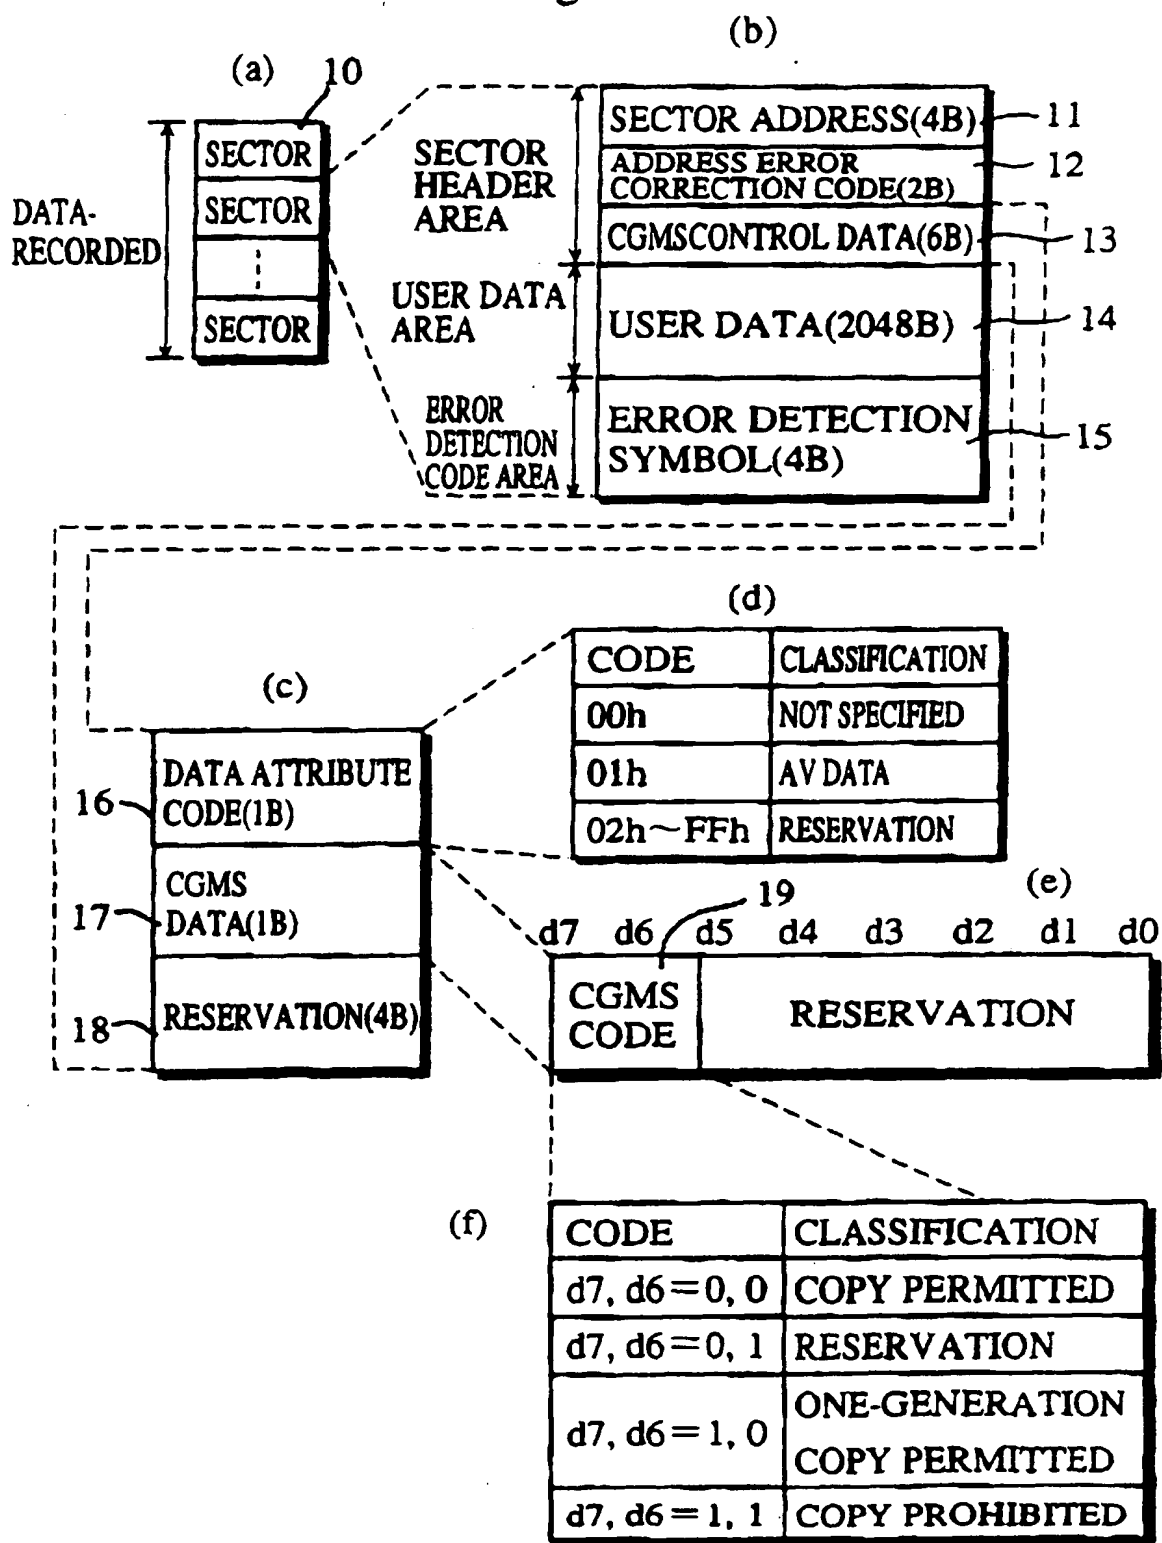 (b)
(a)
10
SECTOR
SECTOR
SECTOR
DATA-
RECORDED
SECTOR
HEADER
AREA
USER DATA
AREA
ERROR
DETECTION
CODE AREA
SECTOR ADDRESS(4B)
11
ADDRESS ERROR
CORRECTION CODE(2B)
12
CGMSCONTROL DATA(6B)
13
USER DATA(2048B)
14
ERROR DETECTION
SYMBOL(4B)
15
(d)
CODE CLASSIFICATION
00h NOT SPECIFIED
01h AV DATA
02h~FFh RESERVATION
(c)
DATA ATTRIBUTE
CODE(1B)
16
CGMS
DATA(1B)
17
RESERVATION(4B)
18
(e)
19
d7 d6 d5 d4 d3 d2 d1 d0
CGMS
CODE
RESERVATION
(f)
CODE CLASSIFICATION
d7, d6=0, 0 COPY PERMITTED
d7, d6=0, 1 RESERVATION
d7, d6=1, 0 ONE-GENERATION
COPY PERMITTED
d7, d6=1, 1 COPY PROHIBITED